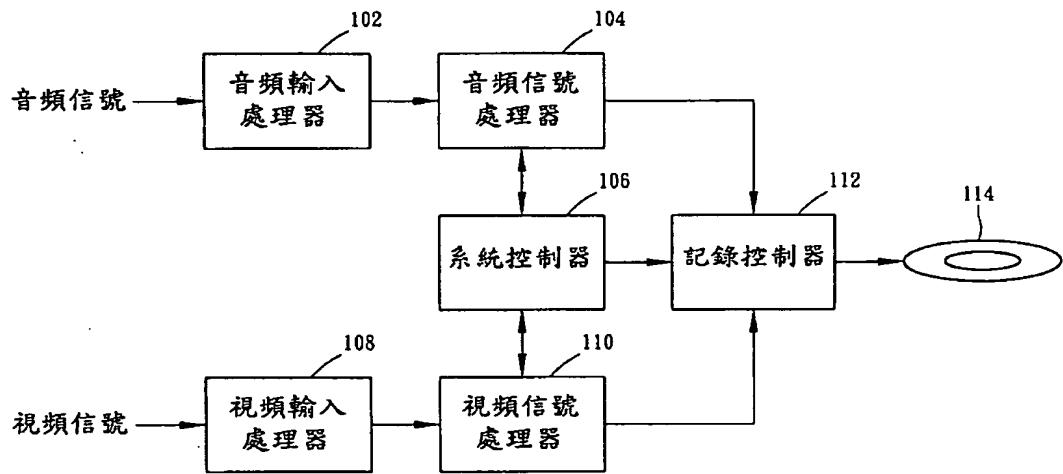 102
104
音頻信號
音頻輸入
處理器
音頻信號
處理器
106
112
114
系統控制器
記錄控制器
108
110
視頻信號
視頻輸入
處理器
視頻信號
處理器